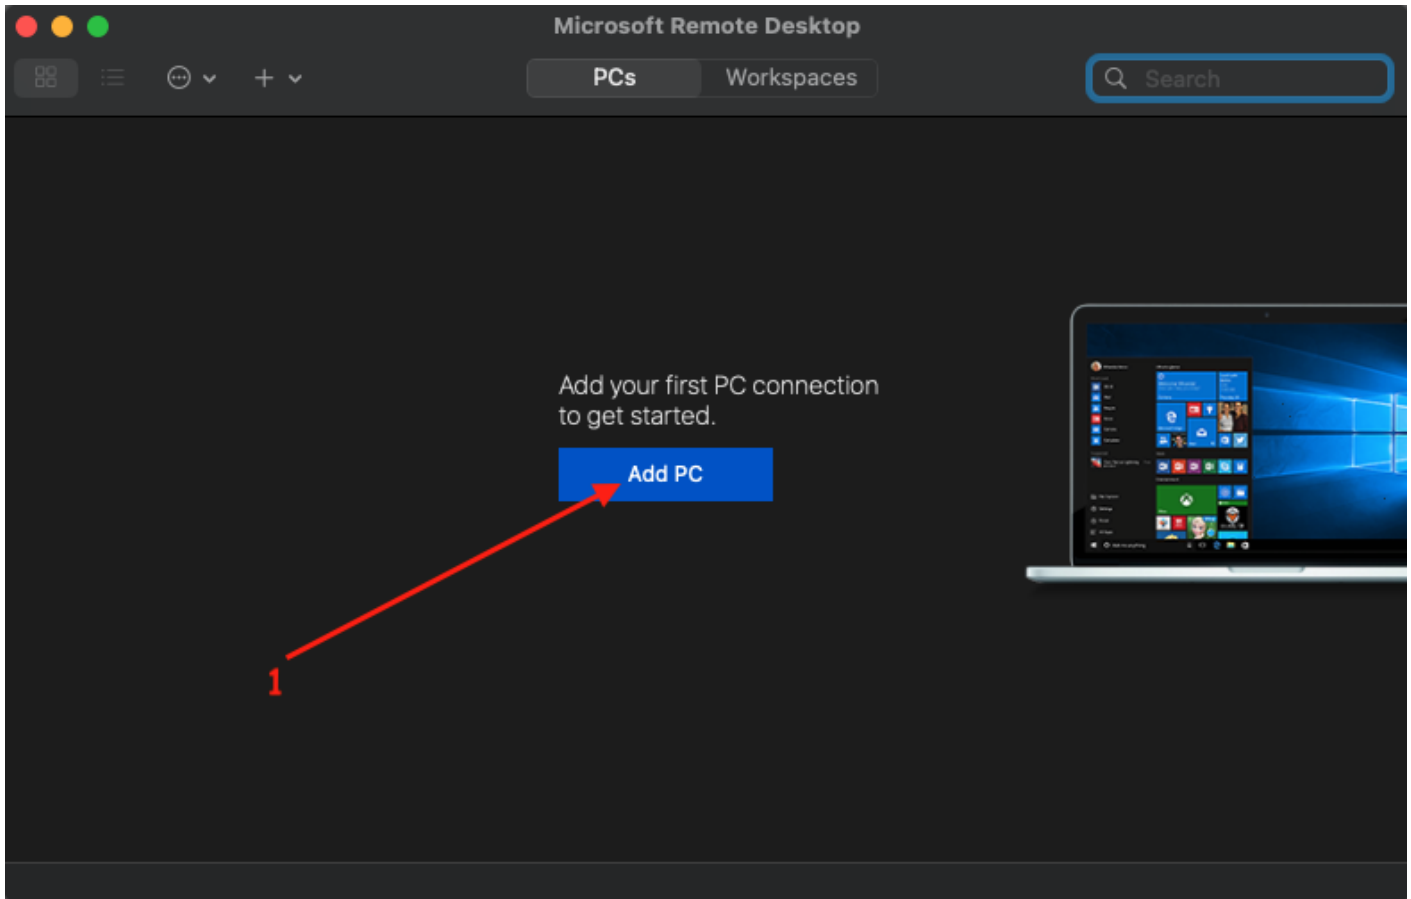 Microsoft Remote Desktop
PCs
Workspaces
Search
Add your first PC connection
to get started.
Add PC
1